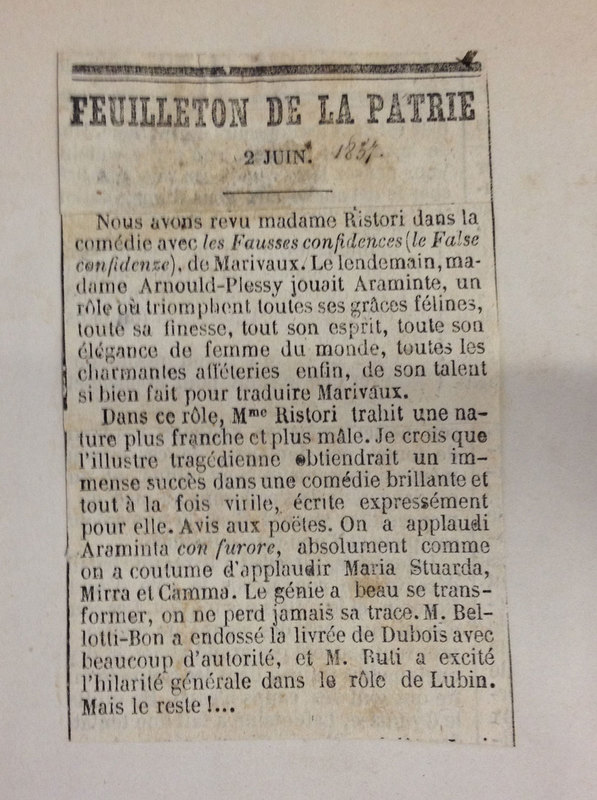 FEUILLETON DE LA PATRIE
2 JUIN. 1857.
Nous avons revu madame Ristori dans la
comédie avec les Fausses confidences (le False
confidenze), de Marivaux. Le lendemain, ma-
dame Arnould-Plessy jouait Araminte, un
rôle où triomphent toutes ses grâces félines,
toute sa finesse, tout son esprit, toute son
élégance de femme du monde, toutes les
charmantes afféteries enfin, de son talent
si bien fait pour traduire Marivaux.
Dans ce rôle, Mme Ristori trahit une na-
ture plus franche et plus mâle. Je crois que
l'illustre tragédienne obtiendrait un im-
mense succès dans une comédie brillante et
tout à la fois virile, écrite expressément
pour elle. Avis aux poëtes. On a applaudi
Araminta con furore, absolument comme
on a coutume d'applaudir Maria Stuarda,
Mirra et Camma. Le génie a beau se trans-
former, on ne perd jamais sa trace. M. Bel-
lotti-Bon a endossé la livrée de Dubois avec
beaucoup d'autorité, et M. Buti a excité
l'hilarité générale dans le rôle de Lubin.
Mais le reste !...